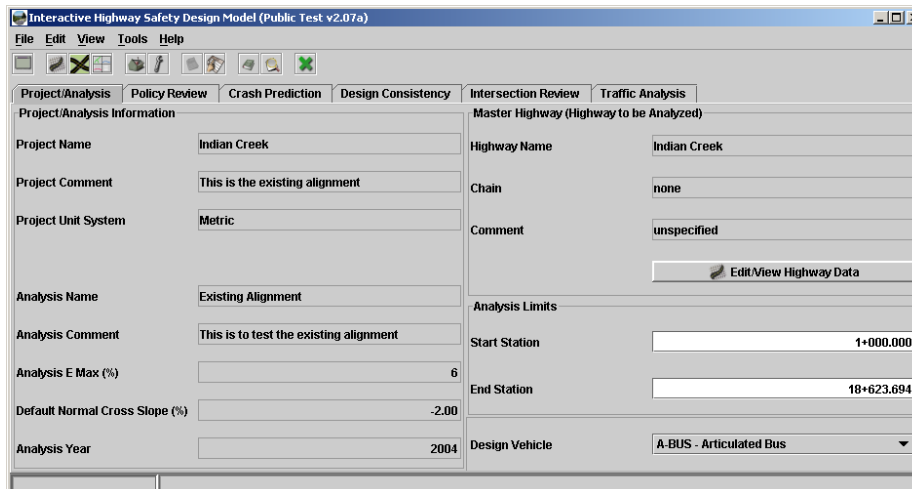 Interactive Highway Safety Design Model (Public Test v2.07a)
File Edit View Tools Help
Project/Analysis Policy Review Crash Prediction Design Consistency Intersection Review Traffic Analysis
Project/Analysis Information
Project Name Indian Creek
Project Comment This is the existing alignment
Project Unit System Metric
Analysis Name Existing Alignment
Analysis Comment This is to test the existing alignment
Analysis E Max (%) 6
Default Normal Cross Slope (%) -2.00
Analysis Year 2004
Master Highway (Highway to be Analyzed)
Highway Name Indian Creek
Chain none
Comment unspecified
Edit/View Highway Data
Analysis Limits
Start Station 1+000.000
End Station 18+623.694
Design Vehicle A-BUS - Articulated Bus